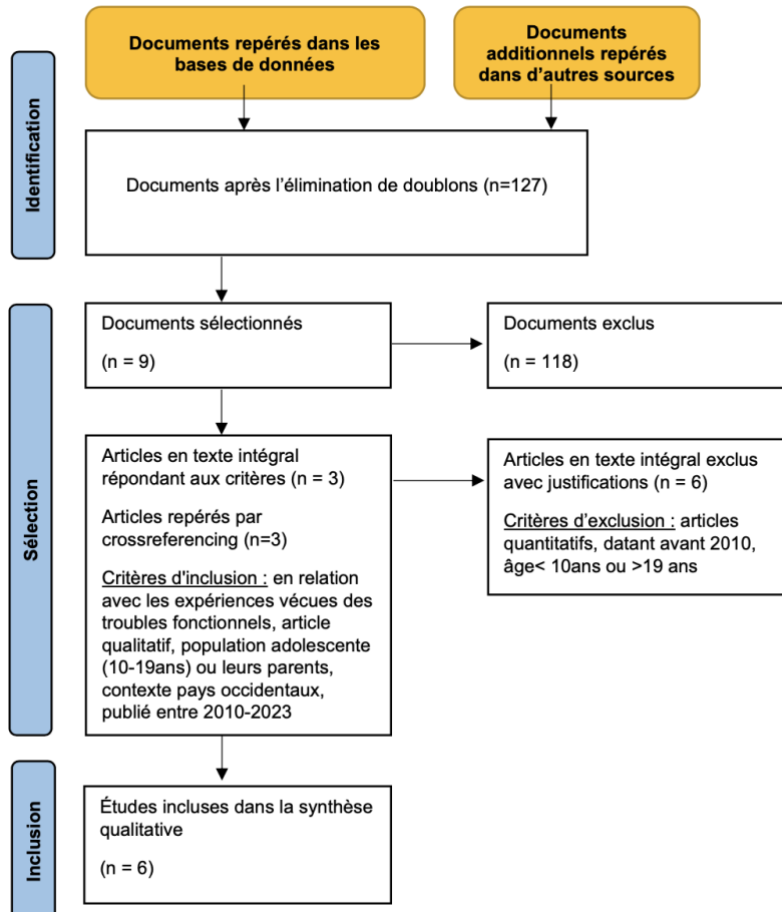 Documents repérés dans les
bases de données
Documents
additionnels repérés
dans d'autres sources
Identification
Documents après l'élimination de doublons (n=127)
Sélection
Documents sélectionnés
(n = 9)
Documents exclus
(n = 118)
Articles en texte intégral
répondant aux critères (n = 3)
Articles repérés par
crossreferencing (n=3)
Critères d'inclusion : en relation
avec les expériences vécues des
troubles fonctionnels, article
qualitatif, population adolescente
(10-19ans) ou leurs parents,
contexte pays occidentaux,
publié entre 2010-2023
Articles en texte intégral exclus
avec justifications (n = 6)
Critères d'exclusion : articles
quantitatifs, datant avant 2010,
âge< 10ans ou >19 ans
Inclusion
Études incluses dans la synthèse
qualitative
(n = 6)